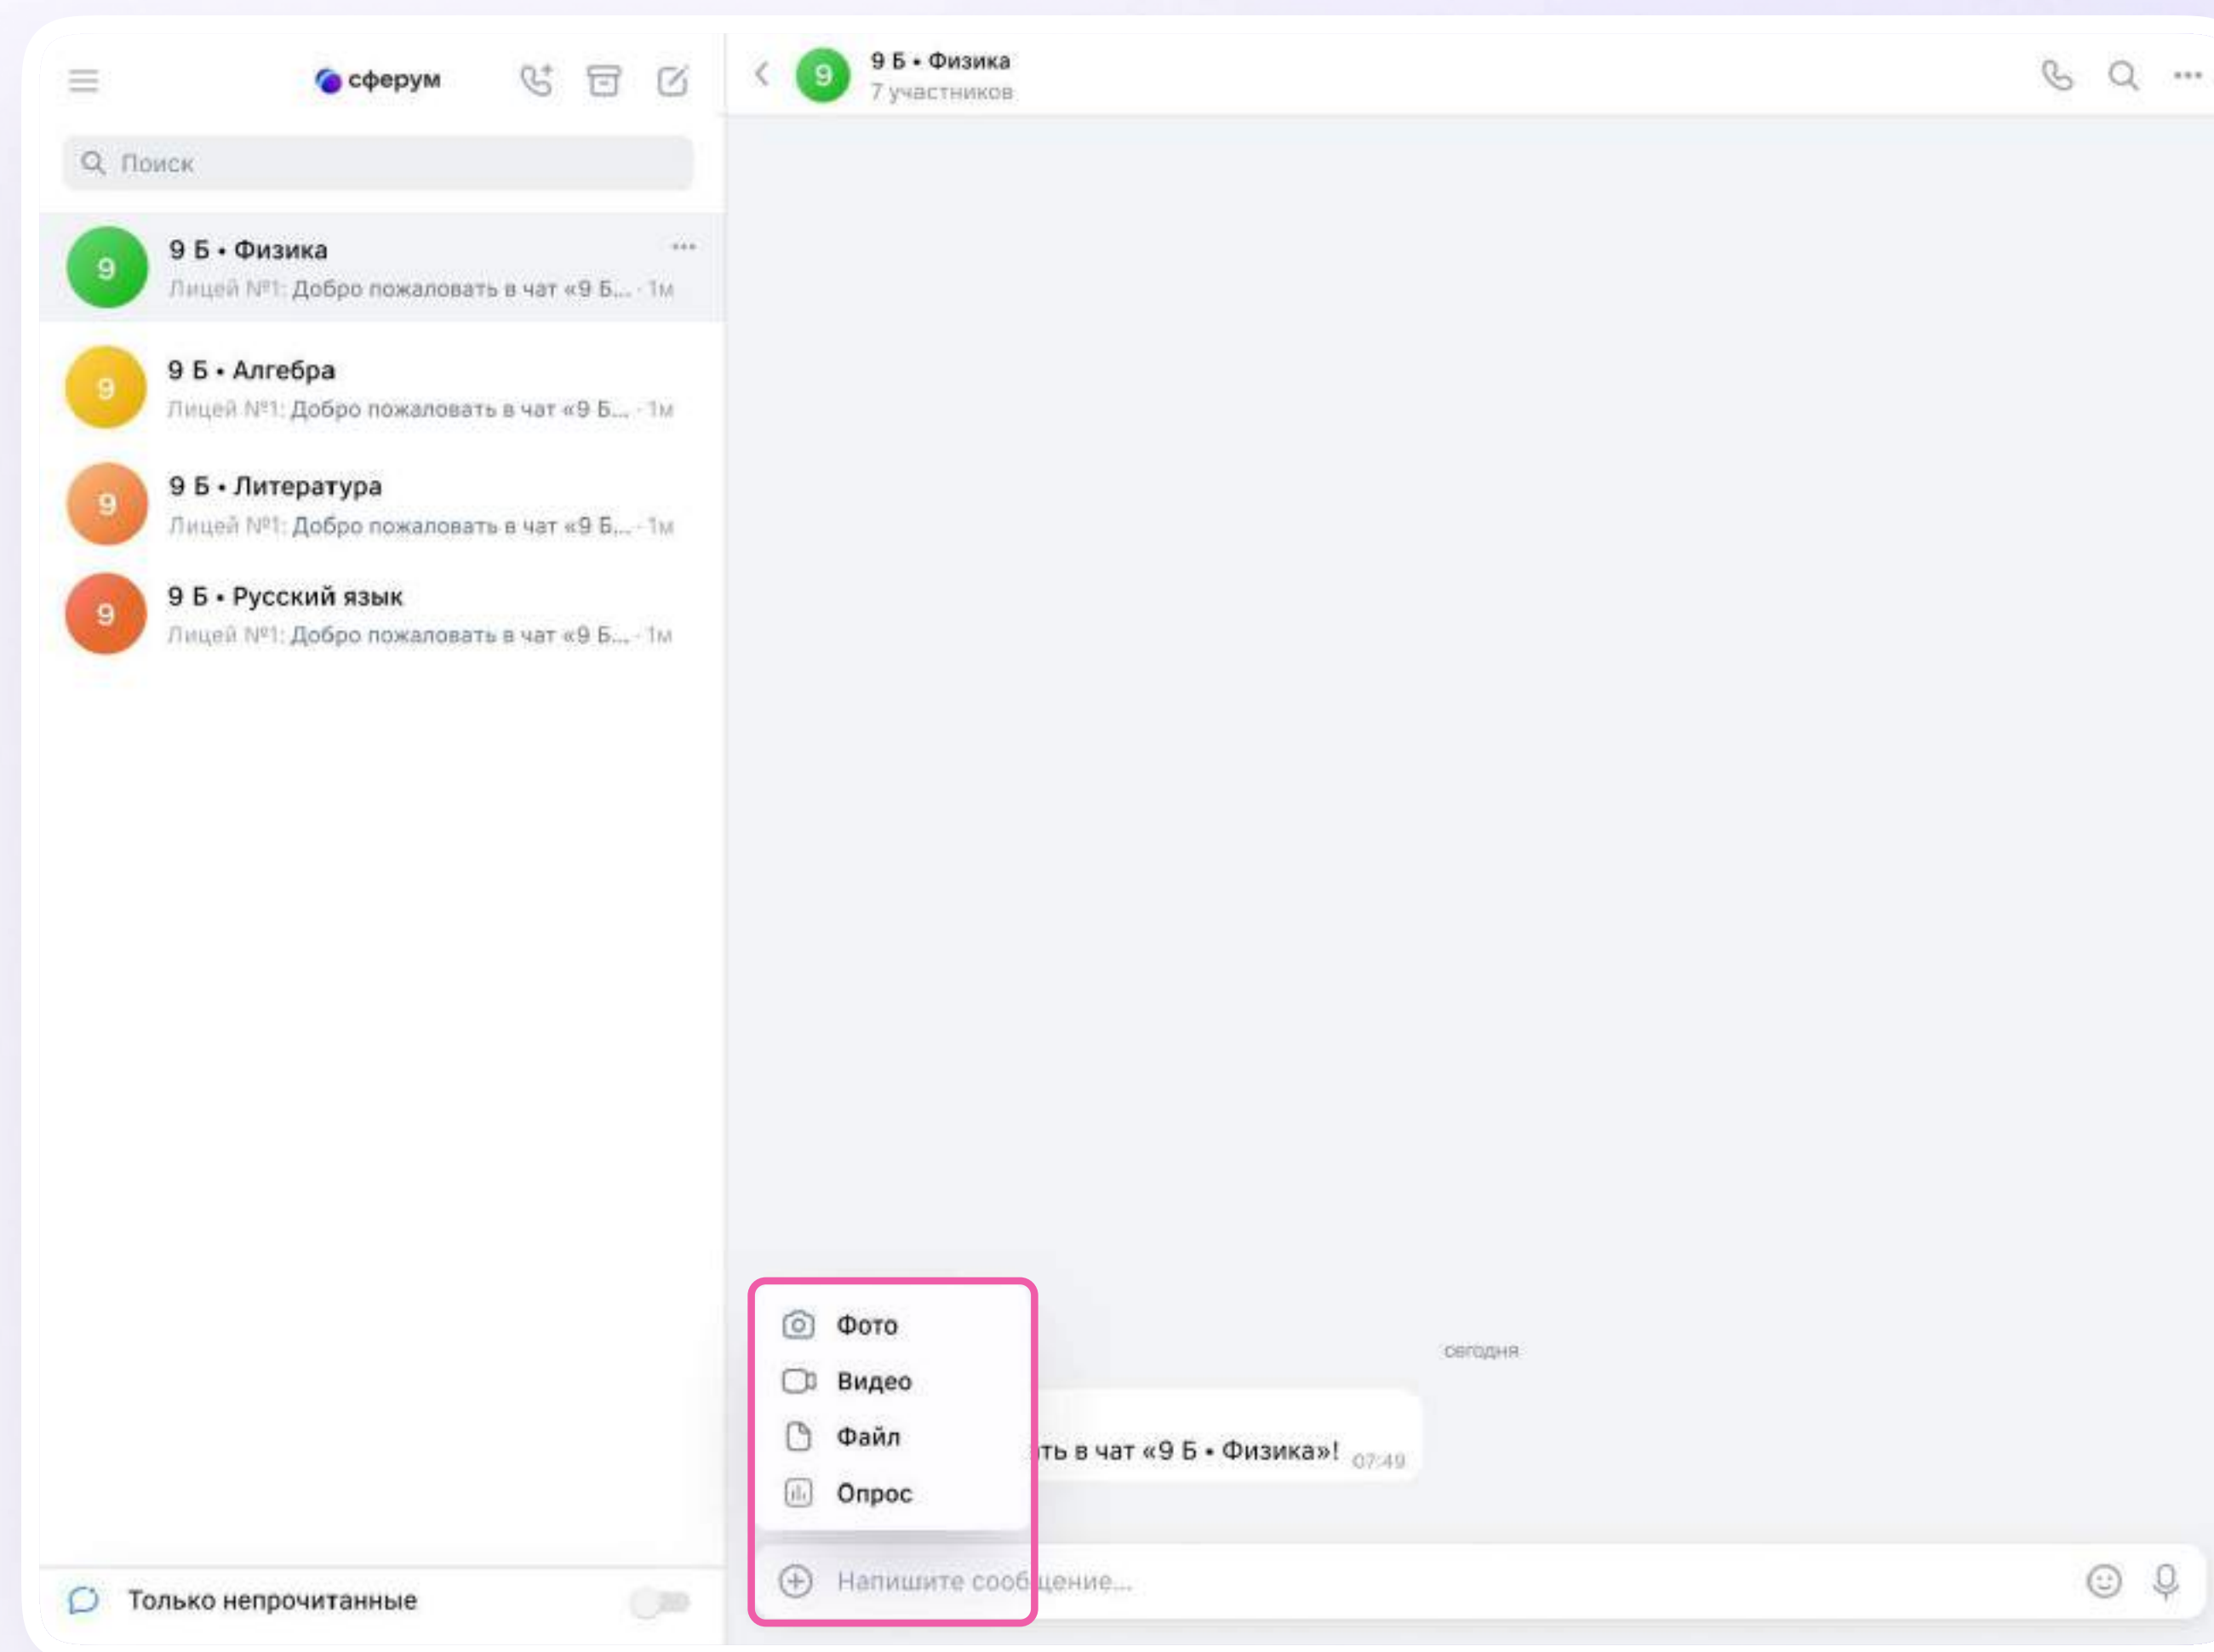 сферум
Поиск
9 Б • Физика
Лицей №1: Добро пожаловать в чат «9 Б... · 1м
9 Б • Алгебра
Лицей №1: Добро пожаловать в чат «9 Б... · 1м
9 Б • Литература
Лицей №1: Добро пожаловать в чат «9 Б... · 1м
9 Б • Русский язык
Лицей №1: Добро пожаловать в чат «9 Б... · 1м
Только непрочитанные
9 Б • Физика
7 участников
сегодня
ть в чат «9 Б • Физика»! 07:49
Фото
Видео
Файл
Опрос
Напишите сообщение...
9
9
9
9
9